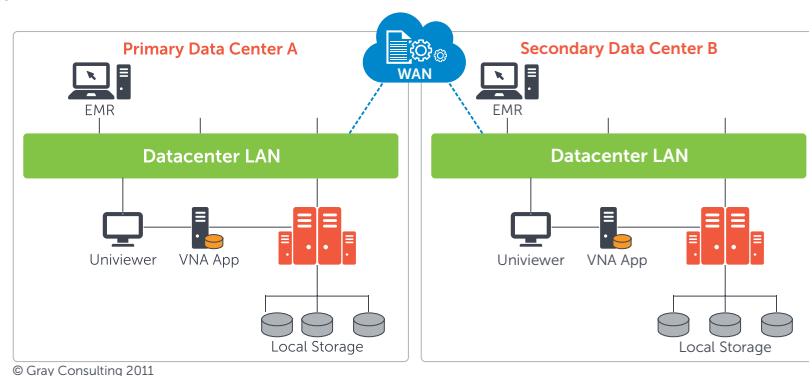 Primary Data Center A
WAN
Secondary Data Center B
EMR
EMR
Datacenter LAN
Datacenter LAN
Univiewer
VNA App
Univiewer
VNA App
Local Storage
Local Storage
© Gray Consulting 2011